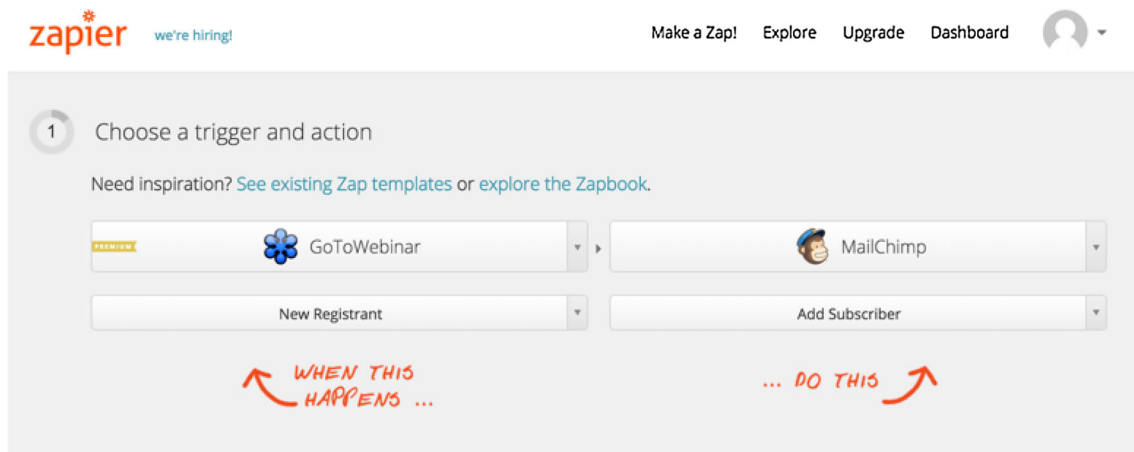 zapier we're hiring! Make a Zap! Explore Upgrade Dashboard
1 Choose a trigger and action
Need inspiration? See existing Zap templates or explore the Zapbook.
PREMIUM GoToWebinar MailChimp
New Registrant Add Subscriber
WHEN THIS
HAPPENS ...
... DO THIS